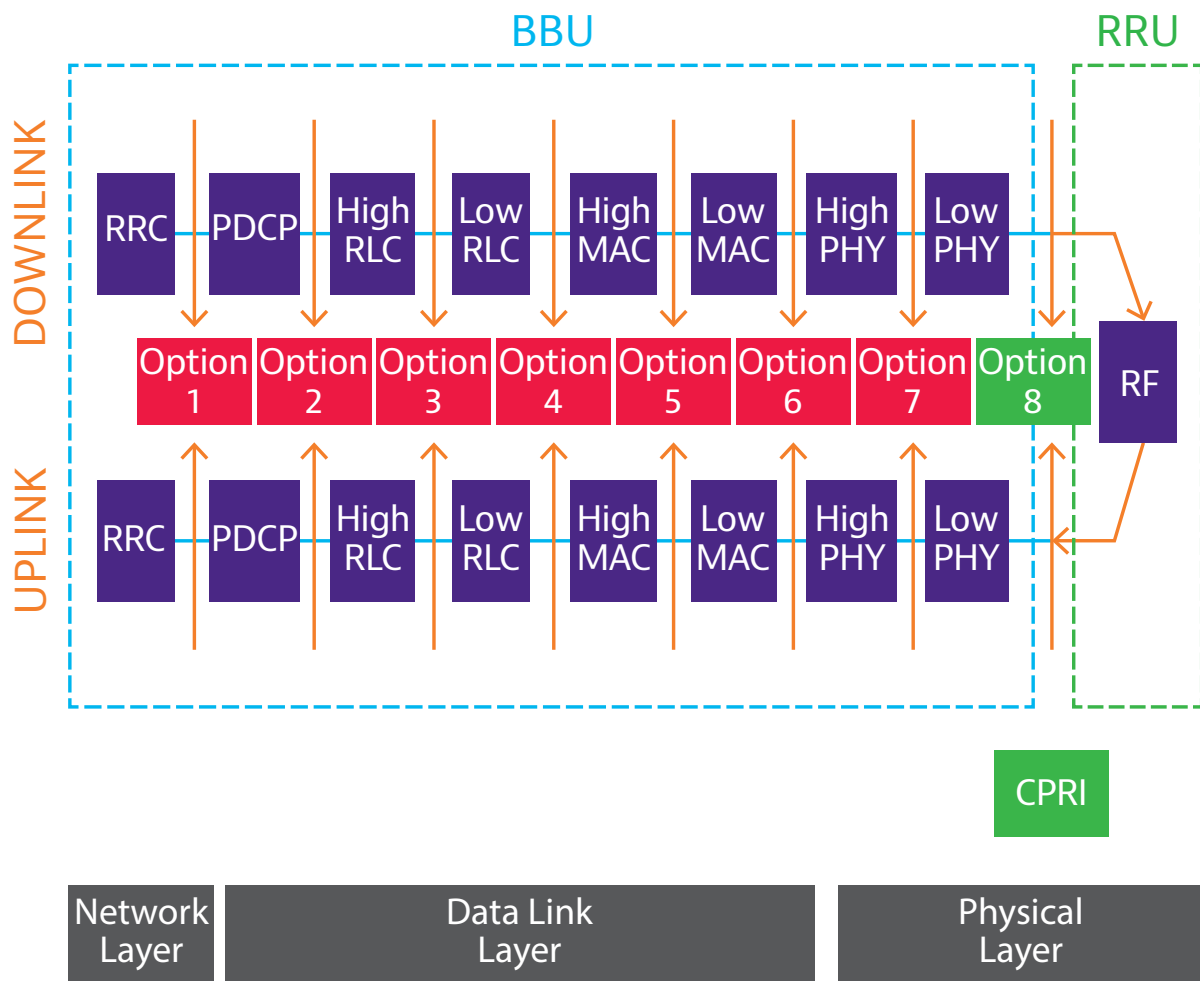 BBU
RRU
DOWNLINK
RRC
PDCP
High
RLC
Low
RLC
High
MAC
Low
MAC
High
PHY
Low
PHY
Option
1
Option
2
Option
3
Option
4
Option
5
Option
6
Option
7
Option
8
RF
UPLINK
RRC
PDCP
High
RLC
Low
RLC
High
MAC
Low
MAC
High
PHY
Low
PHY
CPRI
Network
Layer
Data Link
Layer
Physical
Layer